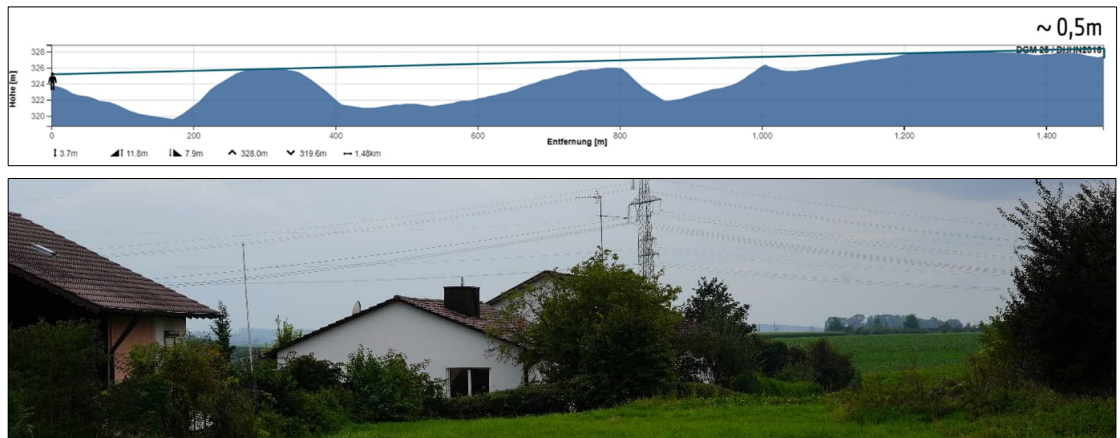 ~ 0,5m
DGM 25 / DHHN2016
Höhe [m]
328
326
324
322
320
0
200
400
600
800
1,000
1,200
1,400
Entfernung [m]
3.7m
11.8m
7.9m
328.0m
319.6m
1.48km